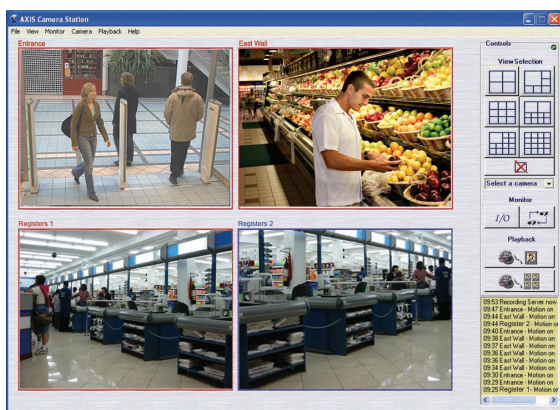 AXIS Camera Station
File View Monitor Camera Playback Help
Entrance
East Wall
Registers 1
Registers 2
Controls
View Selection
Select a camera
Monitor
I/O
Playback
09:53 Recording Server now
09:47 Entrance - Motion on
09:44 East Wall - Motion on
09:44 Register 2 - Motion on
09:40 Entrance - Motion on
09:38 East Wall - Motion on
09:37 East Wall - Motion on
09:36 East Wall - Motion on
09:36 East Wall - Motion on
09:34 East Wall - Motion on
09:30 Entrance - Motion on
09:29 Entrance - Motion on
09:25 Register 1 - Motion on